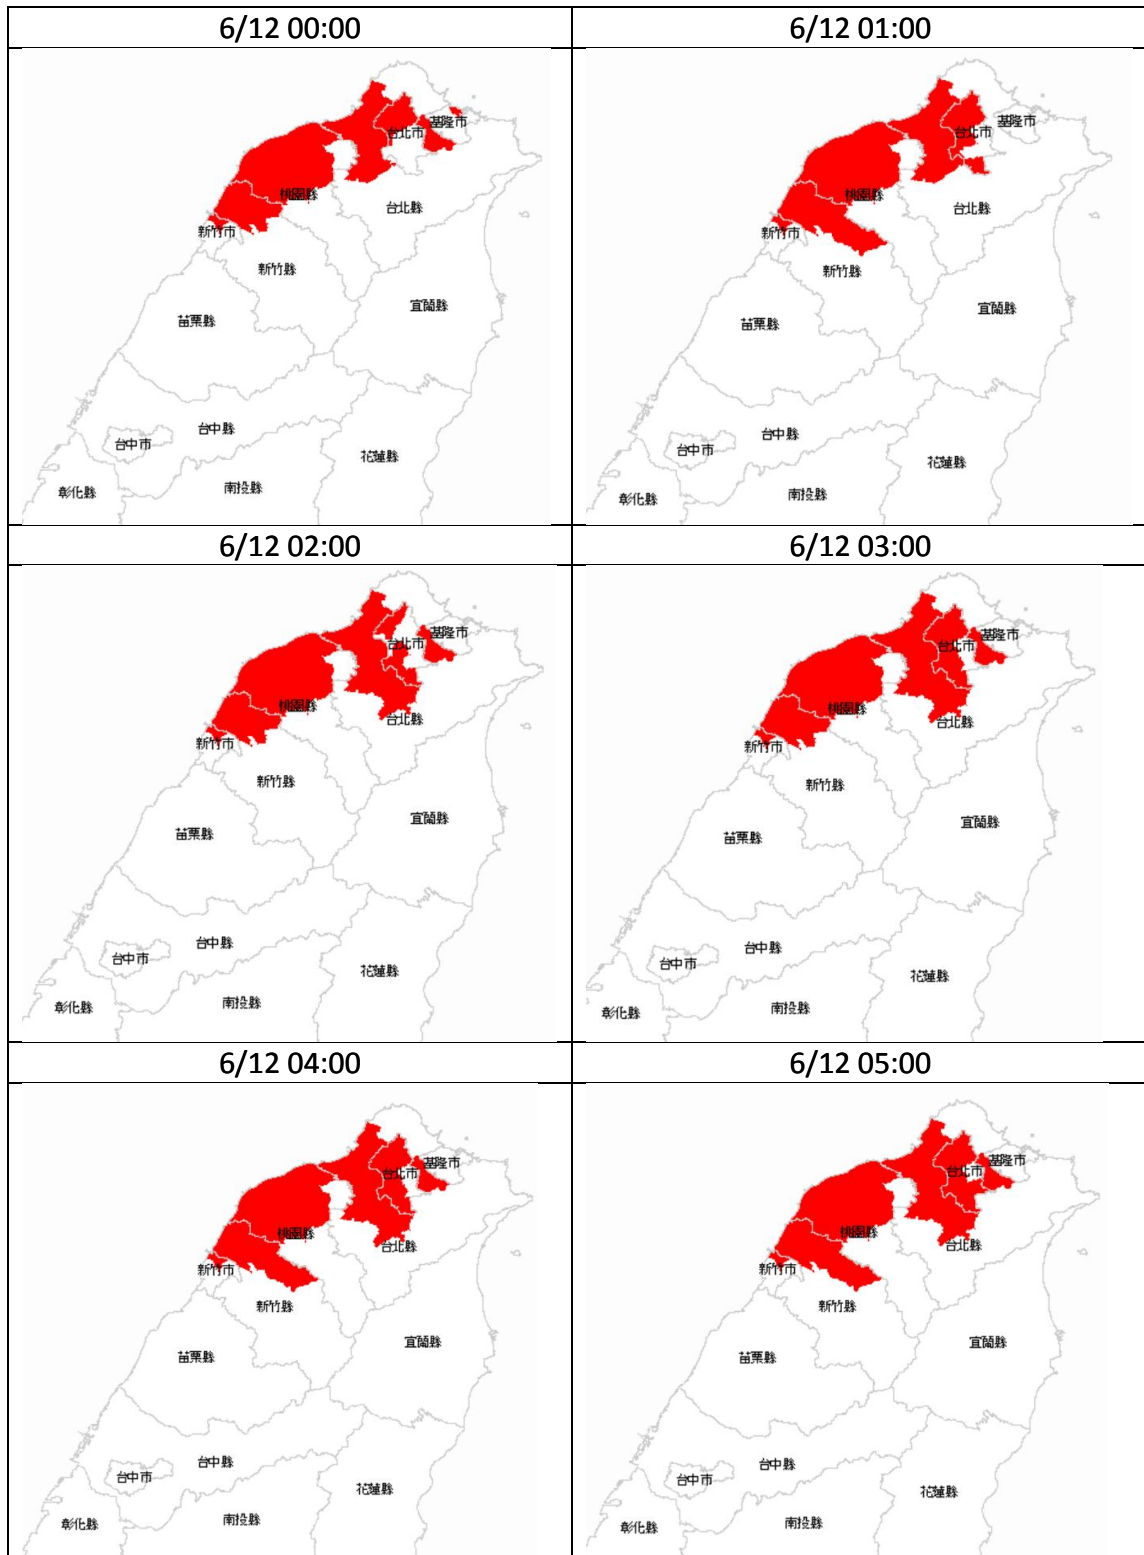 6/12 00:00
6/12 01:00
基隆市
台北市
桃園縣
台北縣
新竹市
新竹縣
宜蘭縣
苗栗縣
台中縣
台中市
花蓮縣
南投縣
彰化縣
基隆市
台北市
桃園縣
台北縣
新竹市
新竹縣
宜蘭縣
苗栗縣
台中縣
台中市
花蓮縣
南投縣
彰化縣
6/12 02:00
6/12 03:00
基隆市
台北市
桃園縣
台北縣
新竹市
新竹縣
宜蘭縣
苗栗縣
台中縣
台中市
花蓮縣
南投縣
彰化縣
基隆市
台北市
桃園縣
台北縣
新竹市
新竹縣
宜蘭縣
苗栗縣
台中縣
台中市
花蓮縣
南投縣
彰化縣
6/12 04:00
6/12 05:00
基隆市
台北市
桃園縣
台北縣
新竹市
新竹縣
宜蘭縣
苗栗縣
台中縣
台中市
花蓮縣
南投縣
彰化縣
基隆市
台北市
桃園縣
台北縣
新竹市
新竹縣
宜蘭縣
苗栗縣
台中縣
台中市
花蓮縣
南投縣
彰化縣